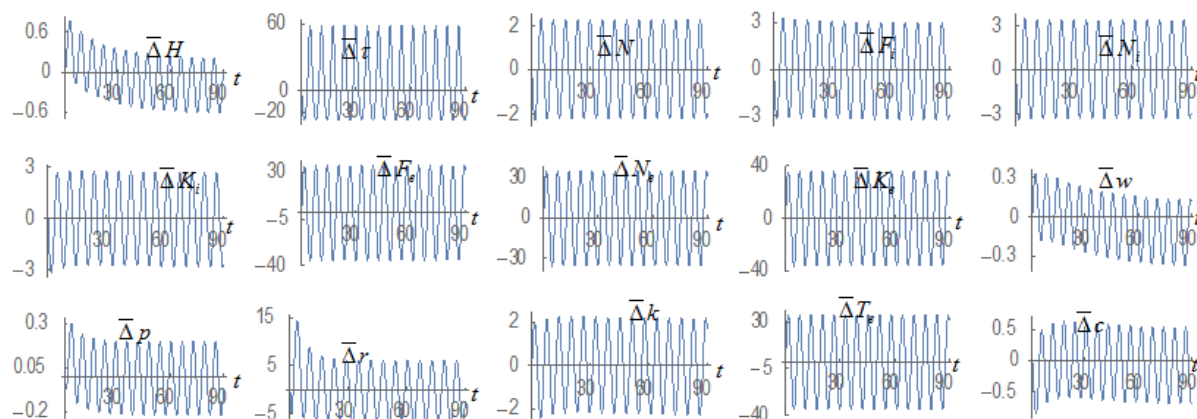 0.6 0 −0.6 30 60 90 Δ̅H t
60 20 0 −20 30 60 90 Δ̅τ t
2 0 −2 30 60 90 Δ̅N t
3 0 −3 30 60 90 Δ̅F_i t
3 0 −3 30 60 90 Δ̅N_i t
3 0 −3 30 60 90 Δ̅K_i t
30 −5 −40 30 60 90 Δ̅F_e t
30 0 −30 30 60 90 Δ̅N_e t
40 0 −40 30 60 90 Δ̅K_e t
0.3 0 −0.3 30 60 90 Δ̅w t
0.3 0.05 −0.2 30 60 90 Δ̅p t
15 5 −5 30 60 90 Δ̅r t
2 0 −2 30 60 90 Δ̅k t
30 −5 −40 30 60 90 Δ̅T_e t
0.5 0 −0.5 30 60 90 Δ̅c t